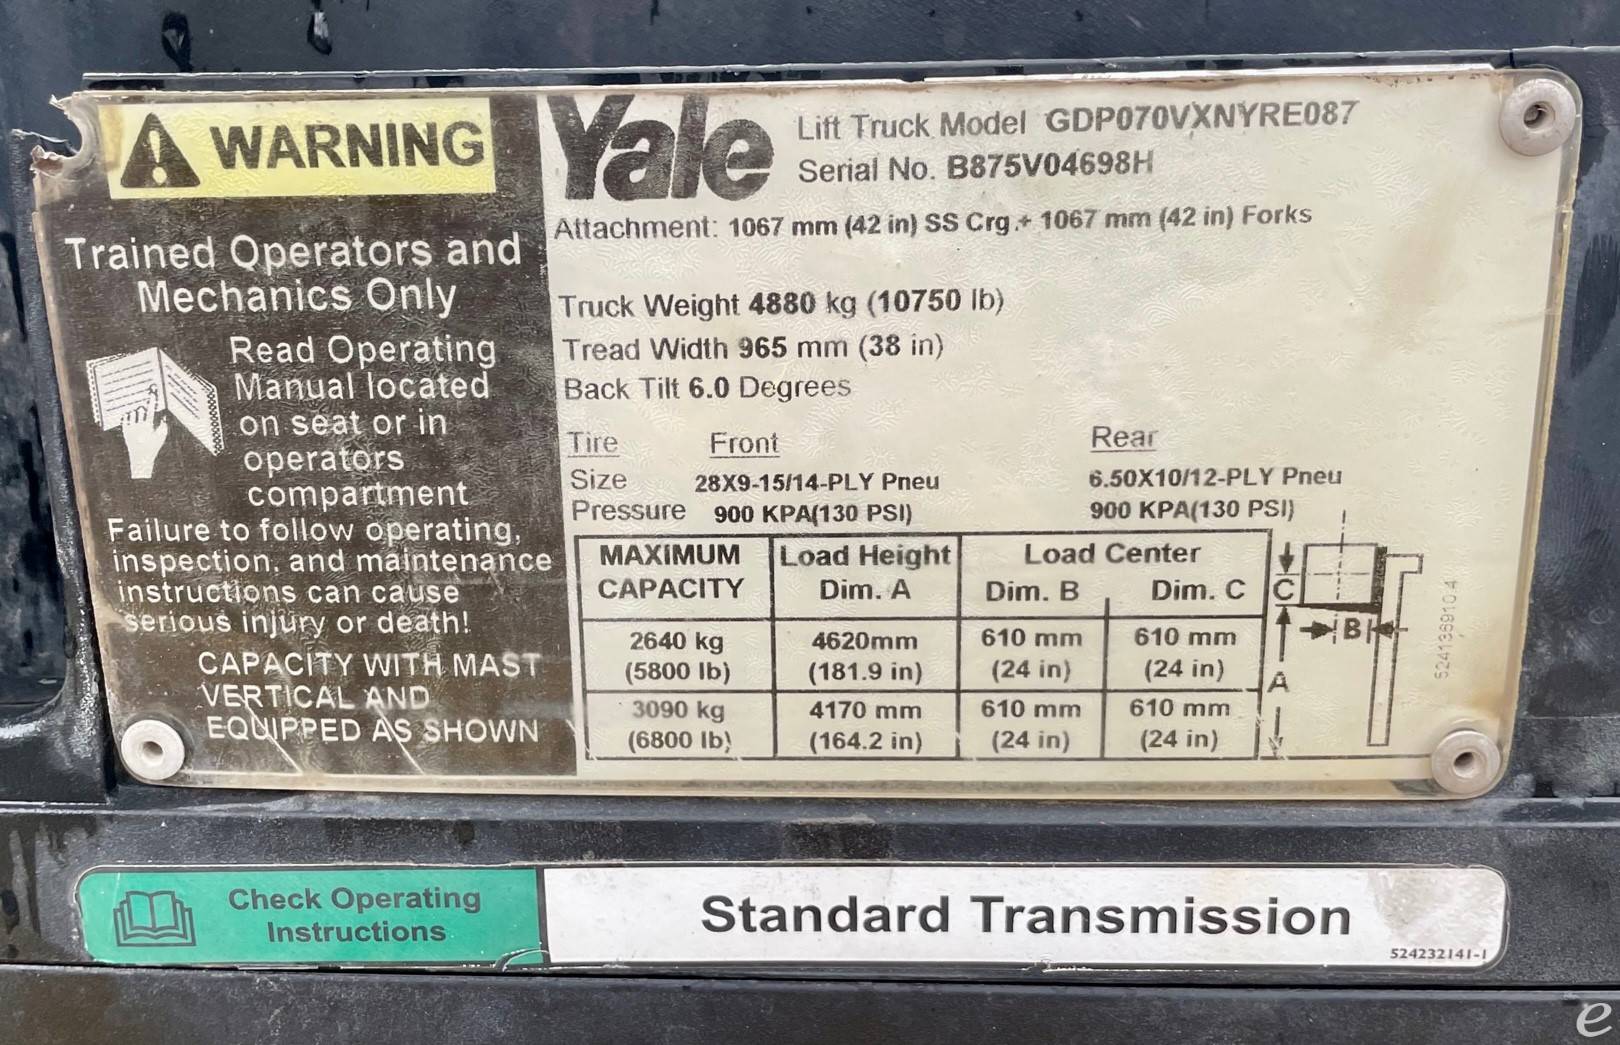 WARNING
Trained Operators and
Mechanics Only
Read Operating
Manual located
on seat or in
operators
compartment
Failure to follow operating,
inspection, and maintenance
instructions can cause
serious injury or death!
CAPACITY WITH MAST
VERTICAL AND
EQUIPPED AS SHOWN
Yale
Lift Truck Model GDP070VXNYRE087
Serial No. B875V04698H
Attachment: 1067 mm (42 in) SS Crg.+ 1067 mm (42 in) Forks
Truck Weight 4880 kg (10750 lb)
Tread Width 965 mm (38 in)
Back Tilt 6.0 Degrees
Tire Front Rear
Size 28X9-15/14-PLY Pneu 6.50X10/12-PLY Pneu
Pressure 900 KPA(130 PSI) 900 KPA(130 PSI)
MAXIMUM Load Height Load Center
CAPACITY Dim. A Dim. B Dim. C
2640 kg 4620mm 610 mm 610 mm
(5800 lb) (181.9 in) (24 in) (24 in)
3090 kg 4170 mm 610 mm 610 mm
(6800 lb) (164.2 in) (24 in) (24 in)
C
B
A
524136910 4
Check Operating
Instructions
Standard Transmission
524232141-1
e